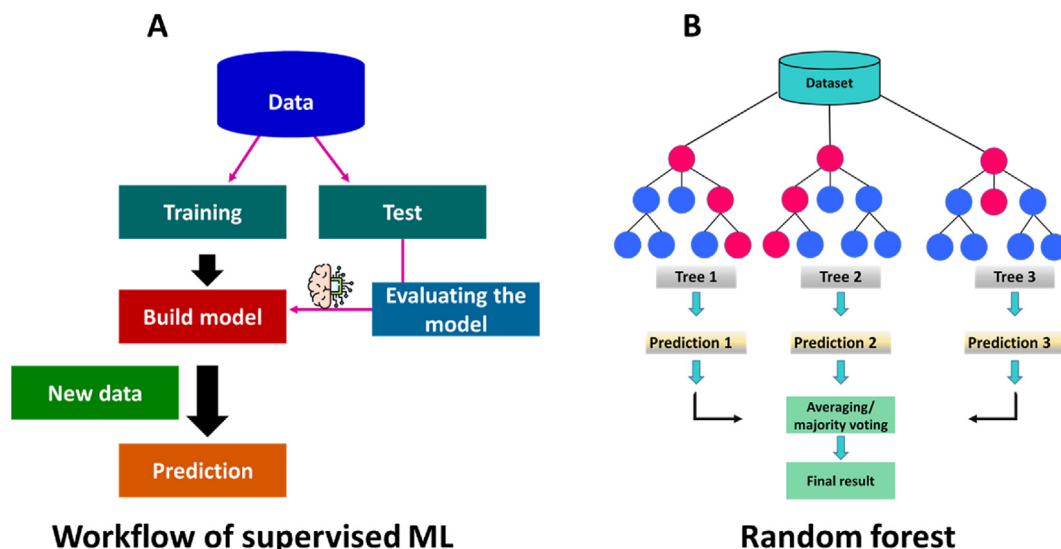 A
Data
Training
Test
Build model
Evaluating the
model
New data
Prediction
Workflow of supervised ML
B
Dataset
Tree 1
Tree 2
Tree 3
Prediction 1
Prediction 2
Prediction 3
Averaging/
majority voting
Final result
Random forest